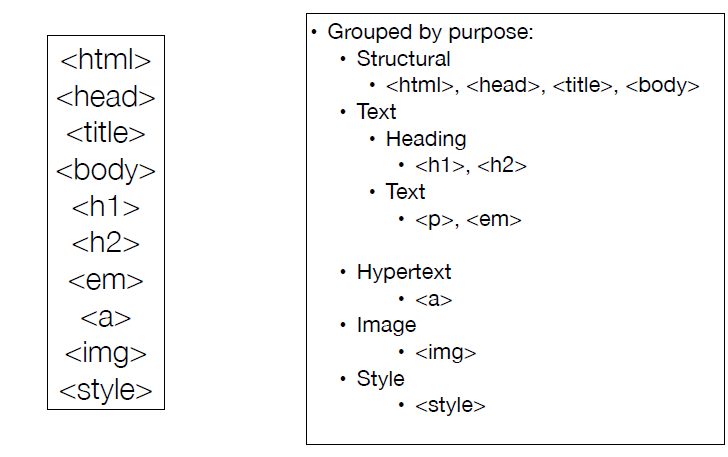 <html>
<head>
<title>
<body>
<h1>
<h2>
<em>
<a>
<img>
<style>
• Grouped by purpose:
• Structural
• <html>, <head>, <title>, <body>
• Text
• Heading
• <h1>, <h2>
• Text
• <p>, <em>
• Hypertext
• <a>
• Image
• <img>
• Style
• <style>